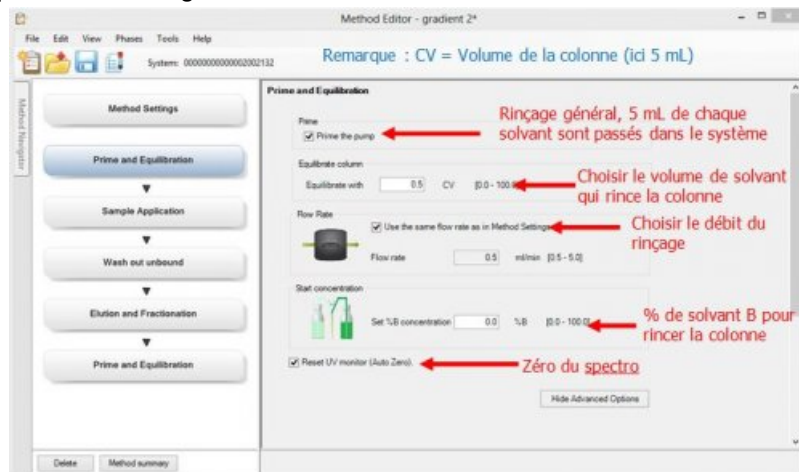 Method Editor - gradient 2*
File Edit View Phases Tools Help
System: 0000000000002002132
Remarque : CV = Volume de la colonne (ici 5 mL)
Method Navigator
Method Settings
Prime and Equilibration
Sample Application
Wash out unbound
Elution and Fractionation
Prime and Equilibration
Delete
Method summary
Prime and Equilibration
Prime
Prime the pump
Rinçage général, 5 mL de chaque
solvant sont passés dans le système
Equilibrate column
Equilibrate with 0.5 CV [0.0 - 100.0]
Choisir le volume de solvant
qui rince la colonne
Flow Rate
Use the same flow rate as in Method Settings
Choisir le débit du
rinçage
Flow rate 0.5 ml/min [0.5 - 5.0]
Start concentration
Set %B concentration 0.0 %B [0.0 - 100.0]
% de solvant B pour
rincer la colonne
Reset UV monitor (Auto Zero).
Zéro du spectro
Hide Advanced Options